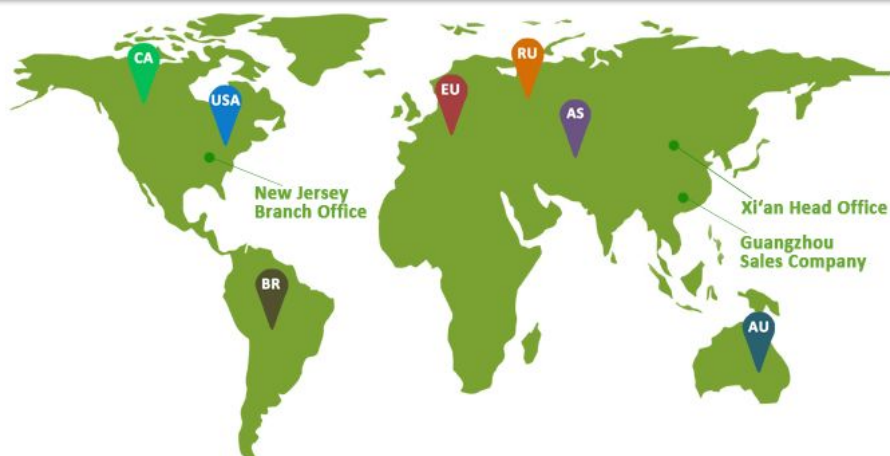 CA
RU
USA
EU
AS
New Jersey
Branch Office
Xi‘an Head Office
Guangzhou
Sales Company
BR
AU